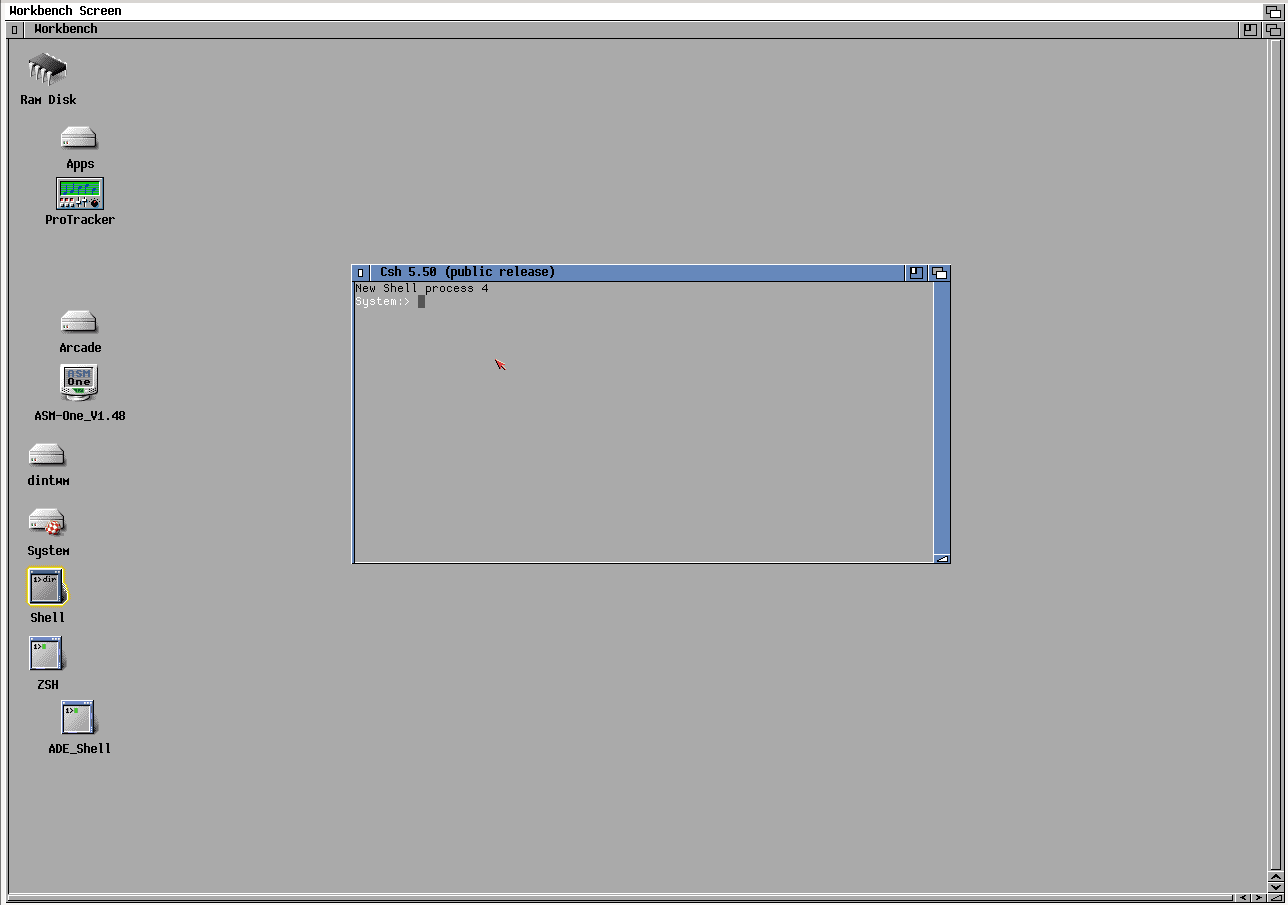 Workbench Screen
Workbench
Ram Disk
Apps
ProTracker
Csh 5.50 (public release)
New Shell process 4
System:>
Arcade
ASM
One
ASM-One_V1.48
dintwm
System
1>dir
Shell
1>
ZSH
1>
ADE_Shell